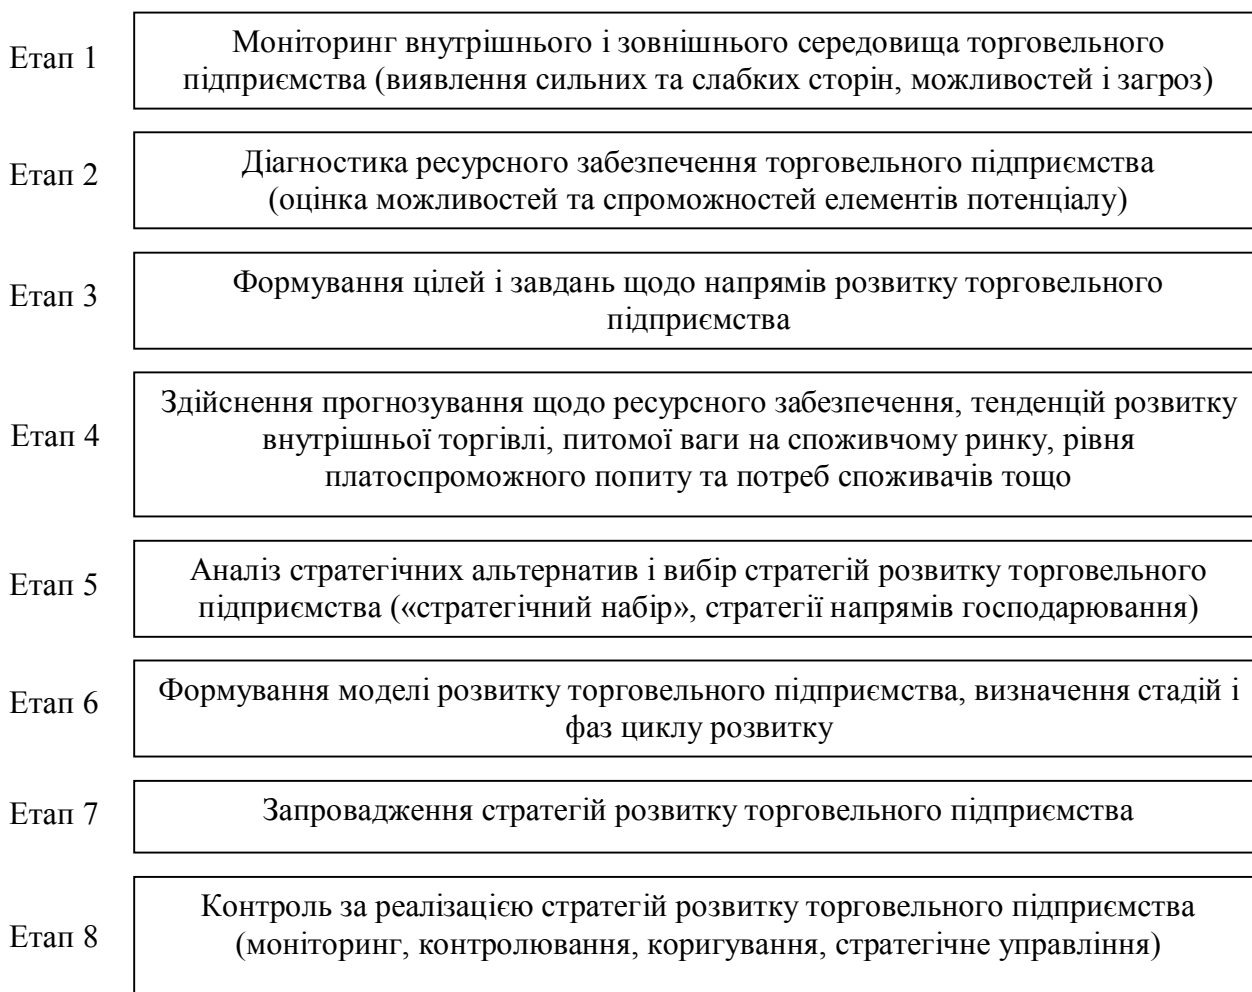 Етап 1
Моніторинг внутрішнього і зовнішнього середовища торговельного
підприємства (виявлення сильних та слабких сторін, можливостей і загроз)
Етап 2
Діагностика ресурсного забезпечення торговельного підприємства
(оцінка можливостей та спроможностей елементів потенціалу)
Етап 3
Формування цілей і завдань щодо напрямів розвитку торговельного
підприємства
Етап 4
Здійснення прогнозування щодо ресурсного забезпечення, тенденцій розвитку
внутрішньої торгівлі, питомої ваги на споживчому ринку, рівня
платоспроможного попиту та потреб споживачів тощо
Етап 5
Аналіз стратегічних альтернатив і вибір стратегій розвитку торговельного
підприємства («стратегічний набір», стратегії напрямів господарювання)
Етап 6
Формування моделі розвитку торговельного підприємства, визначення стадій і
фаз циклу розвитку
Етап 7
Запровадження стратегій розвитку торговельного підприємства
Етап 8
Контроль за реалізацією стратегій розвитку торговельного підприємства
(моніторинг, контролювання, коригування, стратегічне управління)